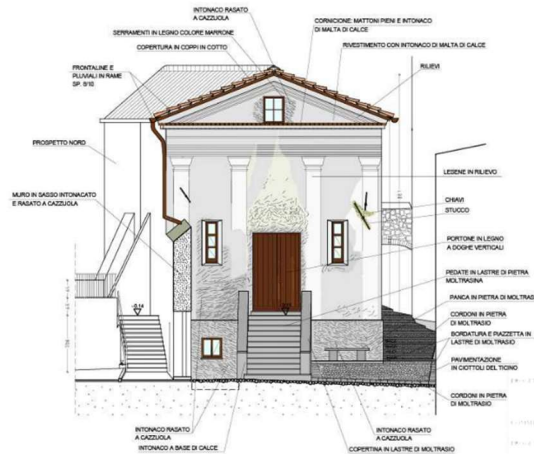 INTONACO RASATO
A CAZZUOLA
SERRAMENTI IN LEGNO COLORE MARRONE
COPERTURA IN COPPI IN COTTO
FRONTALINE E
PLUVIALI IN RAME
SP. 8/10
PROSPETTO NORD
MURO IN SASSO INTONACATO
E RASATO A CAZZUOLA
CORNICIONE: MATTONI PIENI E INTONACO
DI MALTA DI CALCE
RIVESTIMENTO CON INTONACO DI MALTA DI CALCE
RILIEVI
LESENE IN RILIEVO
CHIAVI
STUCCO
PORTONE IN LEGNO
A DOGHE VERTICALI
PEDATE IN LASTRE DI PIETRA
MOLTRASINA
PANCA IN PIETRA DI MOLTRAS
CORDONI IN PIETRA
DI MOLTRASIO
BORDATURA E PIAZZETTA IN
LASTRE DI MOLTRASIO
PAVIMENTAZIONE
IN CIOTTOLI DEL TICINO
CORDONI IN PIETRA
DI MOLTRASIO
INTONACO RASATO
A CAZZUOLA
INTONACO A BASE DI CALCE
INTONACO RASATO
A CAZZUOLA
COPERTINA IN LASTRE DI MOLTRASIO